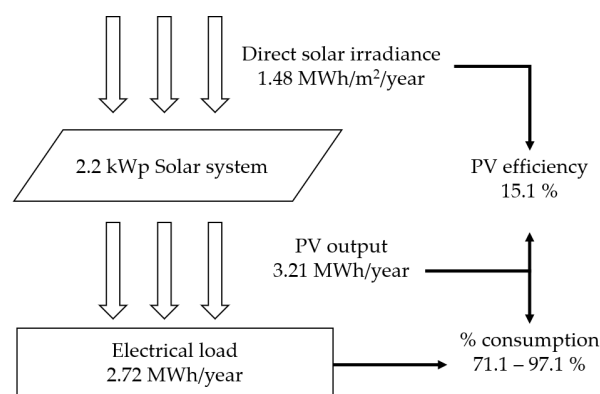 Direct solar irradiance
1.48 MWh/m²/year
2.2 kWp Solar system
PV efficiency
15.1 %
PV output
3.21 MWh/year
Electrical load
2.72 MWh/year
% consumption
71.1 – 97.1 %